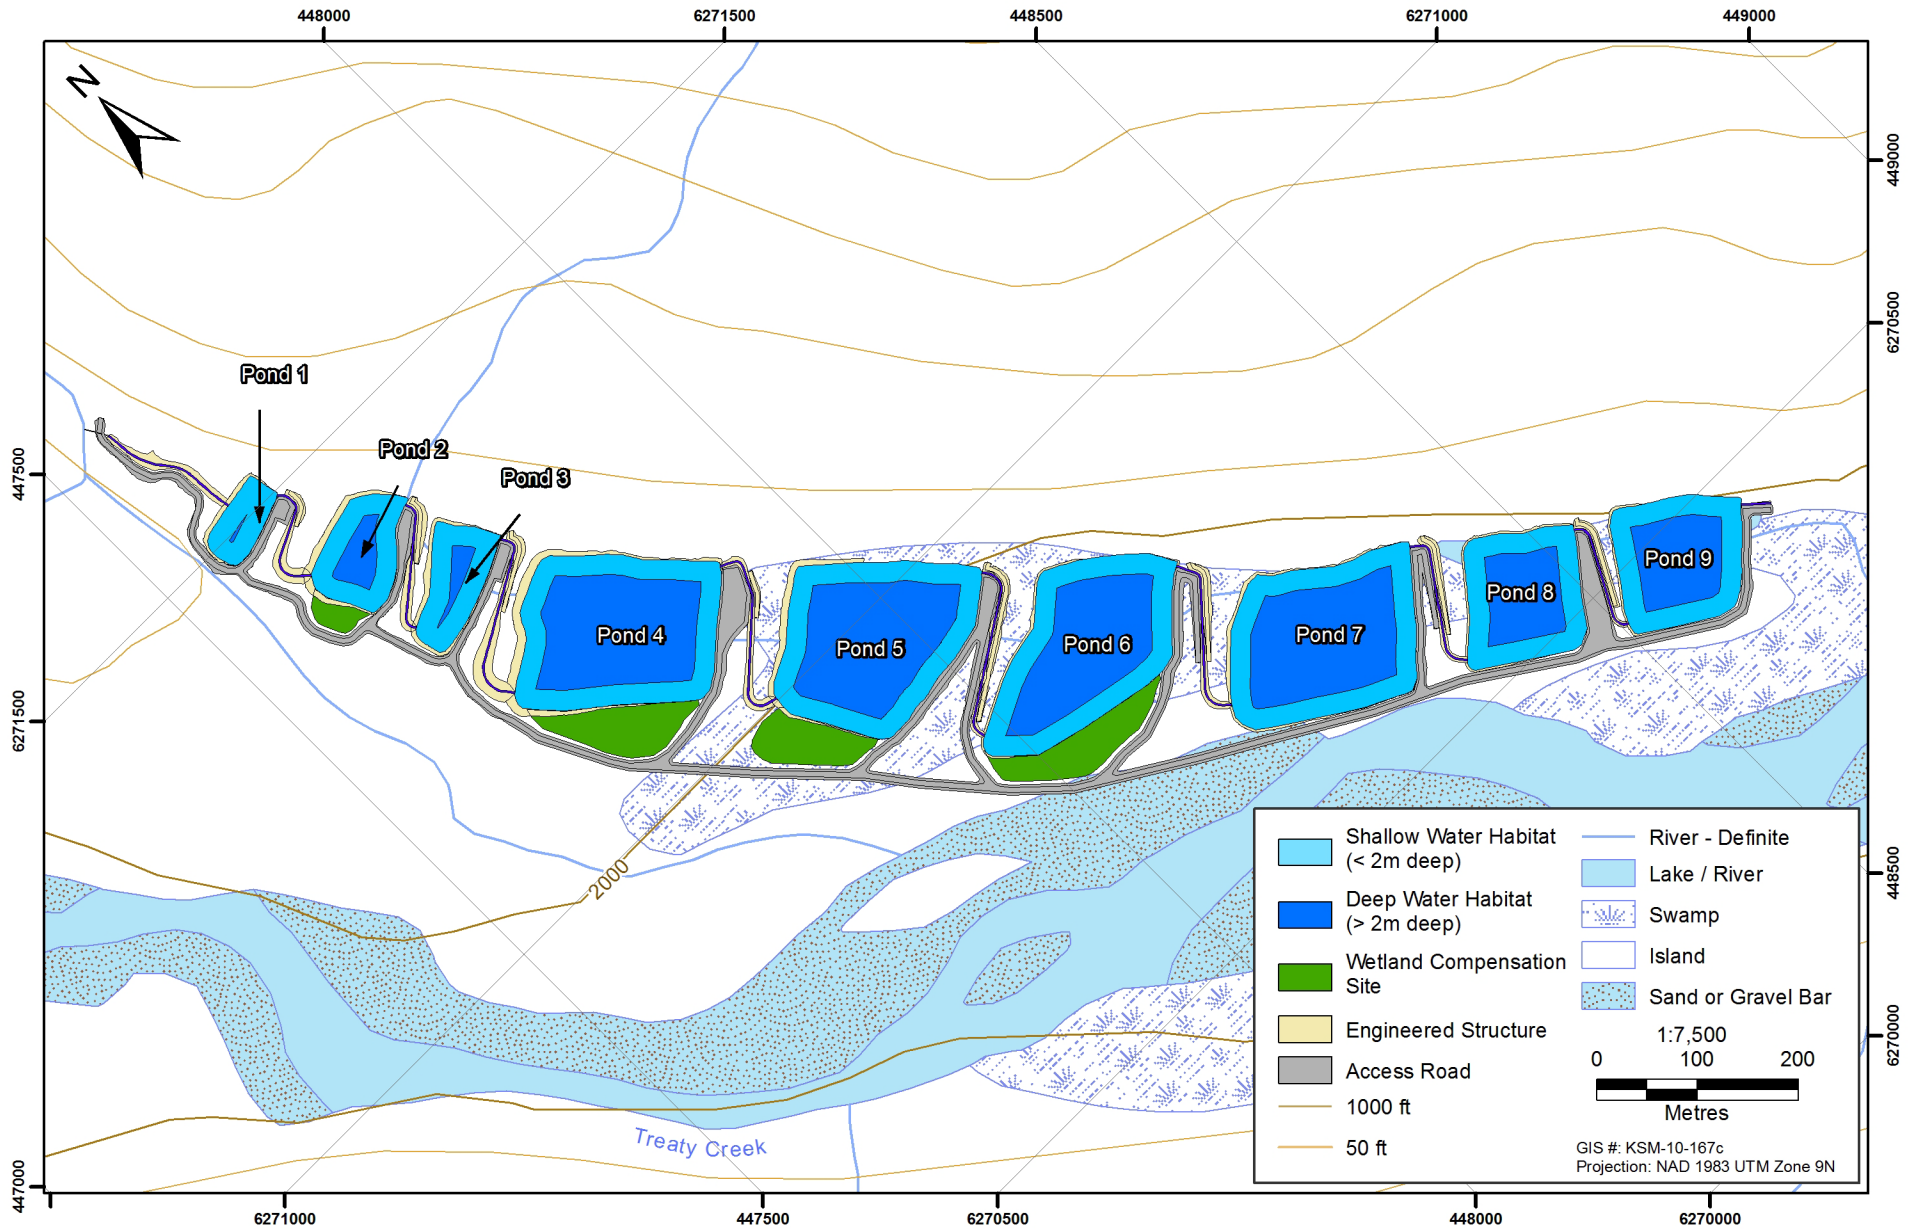 448000
6271500
448500
6271000
449000
N
449000
6270500
Pond 1
Pond 2
Pond 3
447500
Pond 4
Pond 5
Pond 6
Pond 7
Pond 8
Pond 9
6271500
2000
Treaty Creek
Shallow Water Habitat
(< 2m deep)
Deep Water Habitat
(> 2m deep)
Wetland Compensation
Site
Engineered Structure
Access Road
1000 ft
50 ft
River - Definite
Lake / River
Swamp
Island
Sand or Gravel Bar
1:7,500
0 100 200
Metres
GIS #: KSM-10-167c
Projection: NAD 1983 UTM Zone 9N
448500
6270000
447000
6271000
447500
6270500
448000
6270000